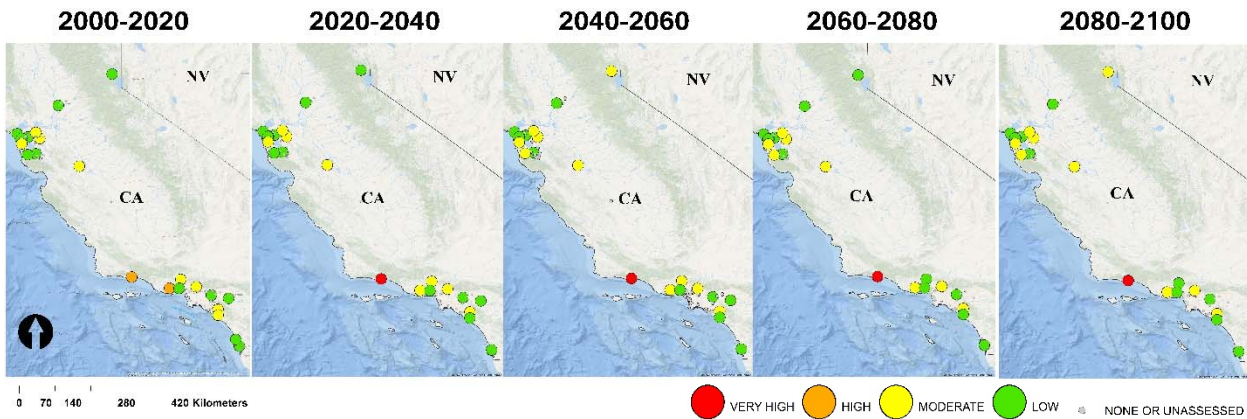 2000-2020 2020-2040 2040-2060 2060-2080 2080-2100
NV NV NV NV NV
CA CA CA CA CA
0 70 140 280 420 Kilometers
VERY HIGH HIGH MODERATE LOW NONE OR UNASSESSED